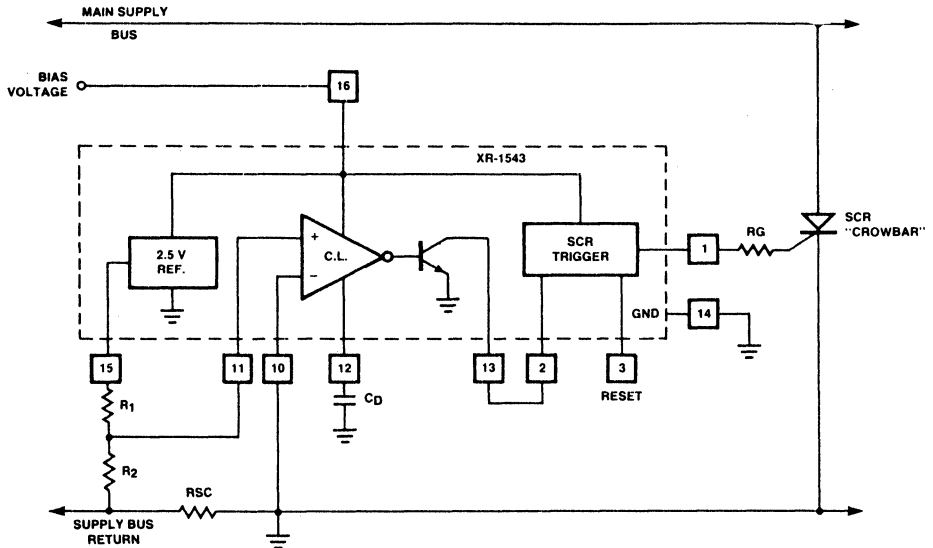 MAIN SUPPLY
BUS
BIAS
VOLTAGE
16
XR-1543
2.5 V
REF.
+
−
C.L.
SCR
TRIGGER
1
RG
SCR
"CROWBAR"
GND
14
15
11
10
12
13
2
3
RESET
R1
CD
R2
RSC
SUPPLY BUS
RETURN